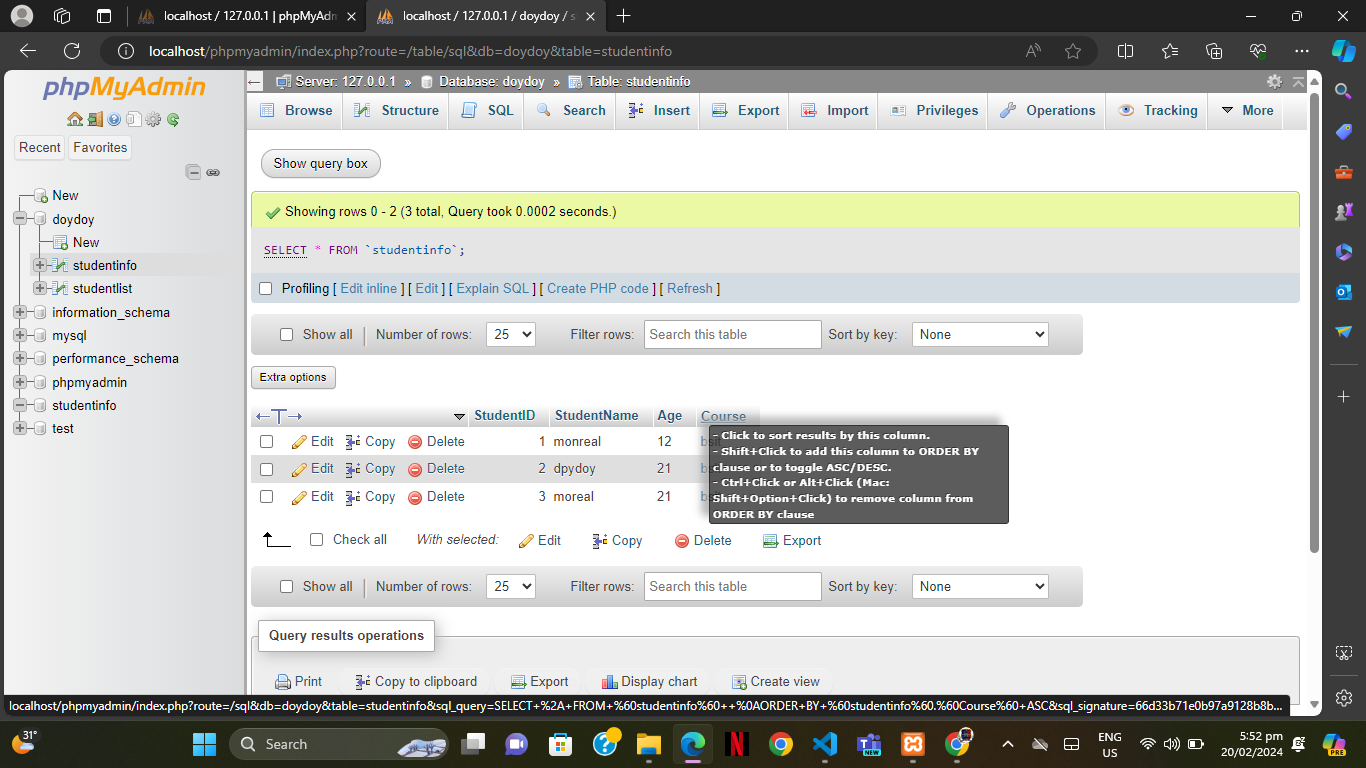 localhost / 127.0.0.1 | phpMyAdm
localhost / 127.0.0.1 / doydoy / s
localhost/phpmyadmin/index.php?route=/table/sql&db=doydoy&table=studentinfo
phpMyAdmin
Recent
Favorites
New
doydoy
New
studentinfo
studentlist
information_schema
mysql
performance_schema
phpmyadmin
studentinfo
test
Server: 127.0.0.1 » Database: doydoy » Table: studentinfo
Browse Structure SQL Search Insert Export Import Privileges Operations Tracking More
Show query box
Showing rows 0 - 2 (3 total, Query took 0.0002 seconds.)
SELECT * FROM `studentinfo`;
Profiling [ Edit inline ] [ Edit ] [ Explain SQL ] [ Create PHP code ] [ Refresh ]
Show all Number of rows: 25 Filter rows: Search this table Sort by key: None
Extra options
StudentID StudentName Age Course
Edit Copy Delete 1 monreal 12
Edit Copy Delete 2 dpydoy 21
Edit Copy Delete 3 moreal 21
- Click to sort results by this column.
- Shift+Click to add this column to ORDER BY
clause or to toggle ASC/DESC.
- Ctrl+Click or Alt+Click (Mac:
Shift+Option+Click) to remove column from
ORDER BY clause
Check all With selected: Edit Copy Delete Export
Show all Number of rows: 25 Filter rows: Search this table Sort by key: None
Query results operations
Print Copy to clipboard Export Display chart Create view
localhost/phpmyadmin/index.php?route=/sql&db=doydoy&table=studentinfo&sql_query=SELECT+%2A+FROM+%60studentinfo%60++%0AORDER+BY+%60studentinfo%60.%60Course%60+ASC&sql_signature=66d33b71e0b97a9128b8b...
31°
Search
NEW
ENG
US
5:52 pm
20/02/2024
PRE